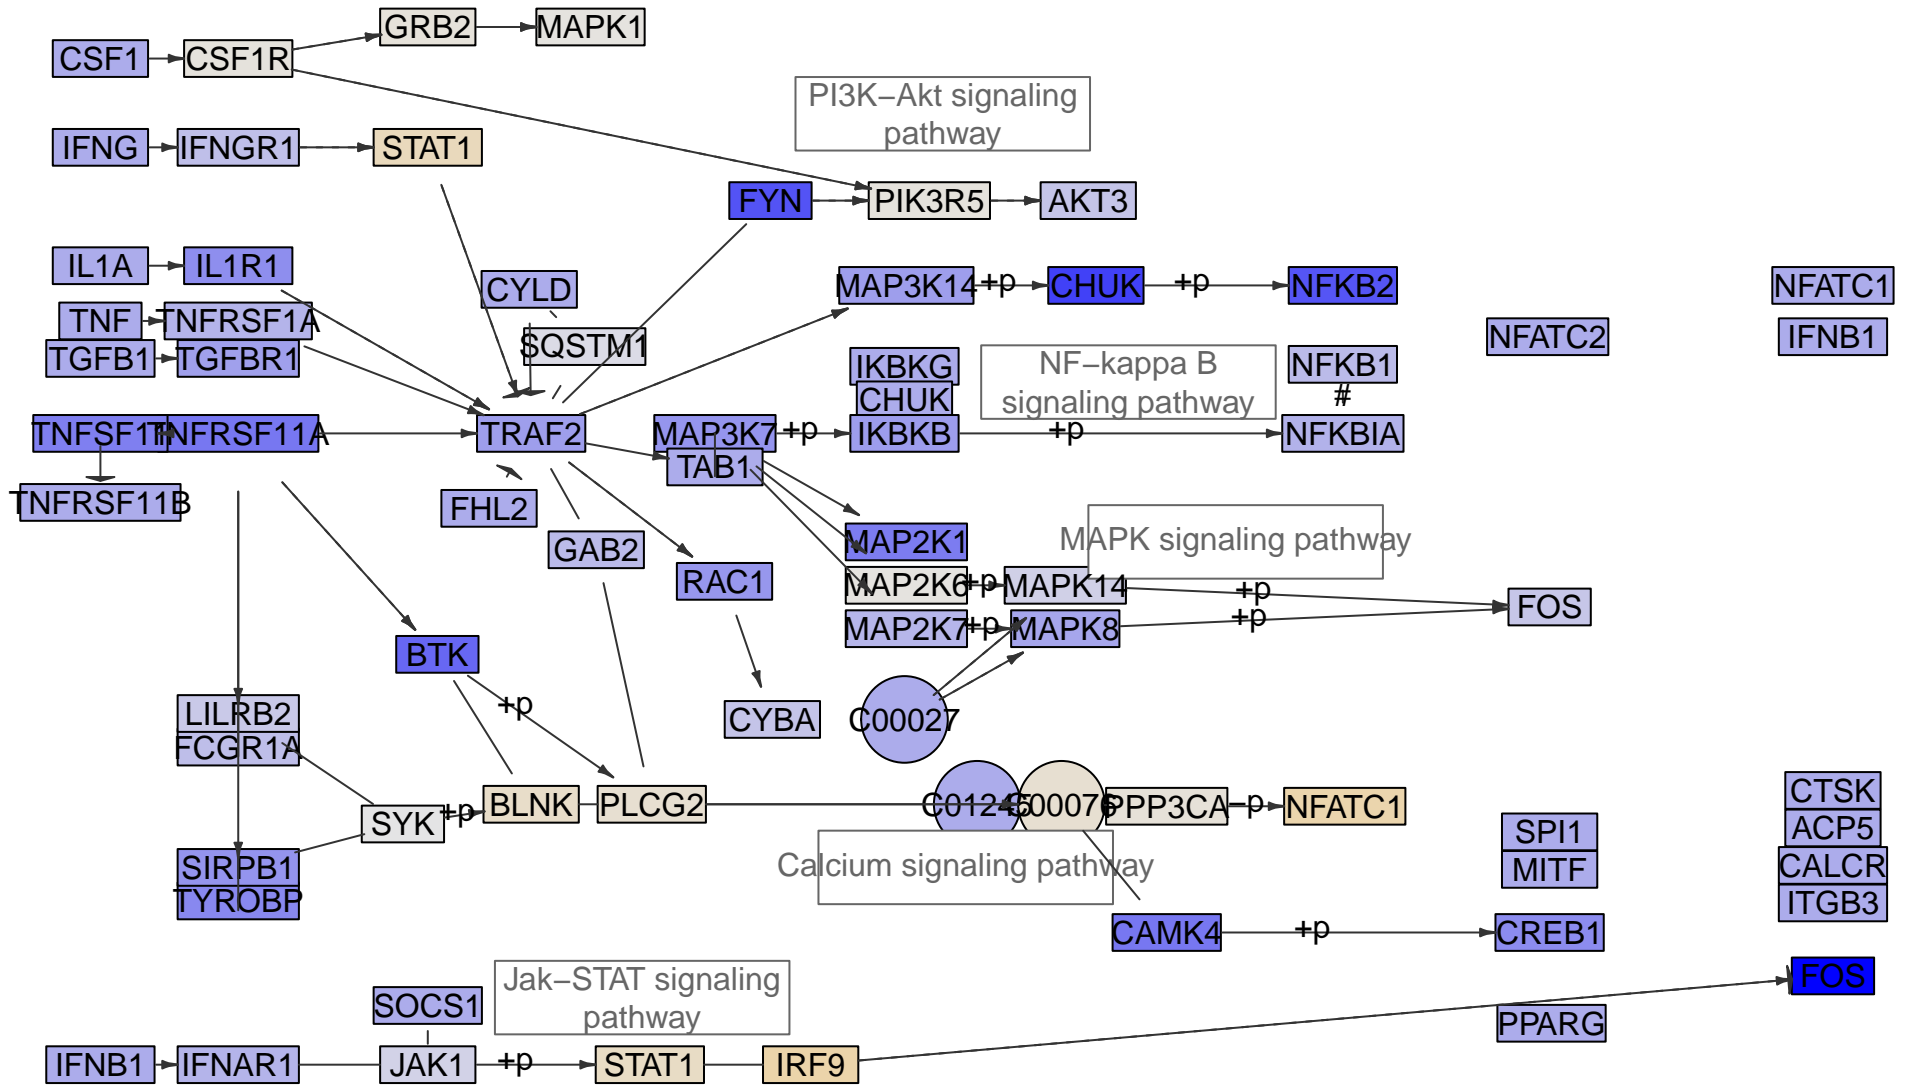 GRB2
MAPK1
CSF1
CSF1R
PI3K−Akt signaling
pathway
IFNG
IFNGR1
STAT1
FYN
PIK3R5
AKT3
IL1A
IL1R1
CYLD
MAP3K14
+p
CHUK
+p
NFKB2
NFATC1
TNF
TNFRSF1A
SQSTM1
NFATC2
IFNB1
TGFB1
TGFBR1
IKBKG
NF−kappa B
signaling pathway
NFKB1
CHUK
#
TNFSF11
TNFRSF11A
TRAF2
MAP3K7
+p
IKBKB
+p
NFKBIA
TAB1
TNFRSF11B
FHL2
GAB2
MAP2K1
MAPK signaling pathway
RAC1
MAP2K6
+p
MAPK14
+p
FOS
MAP2K7
+p
MAPK8
+p
BTK
+p
LILRB2
FCGR1A
CYBA
C00027
SYK
+p
BLNK
PLCG2
C01245
C00076
PPP3CA
−p
NFATC1
CTSK
ACP5
CALCR
ITGB3
SPI1
MITF
SIRPB1
TYROBP
Calcium signaling pathway
CAMK4
+p
CREB1
Jak−STAT signaling
pathway
FOS
SOCS1
PPARG
IFNB1
IFNAR1
JAK1
+p
STAT1
IRF9